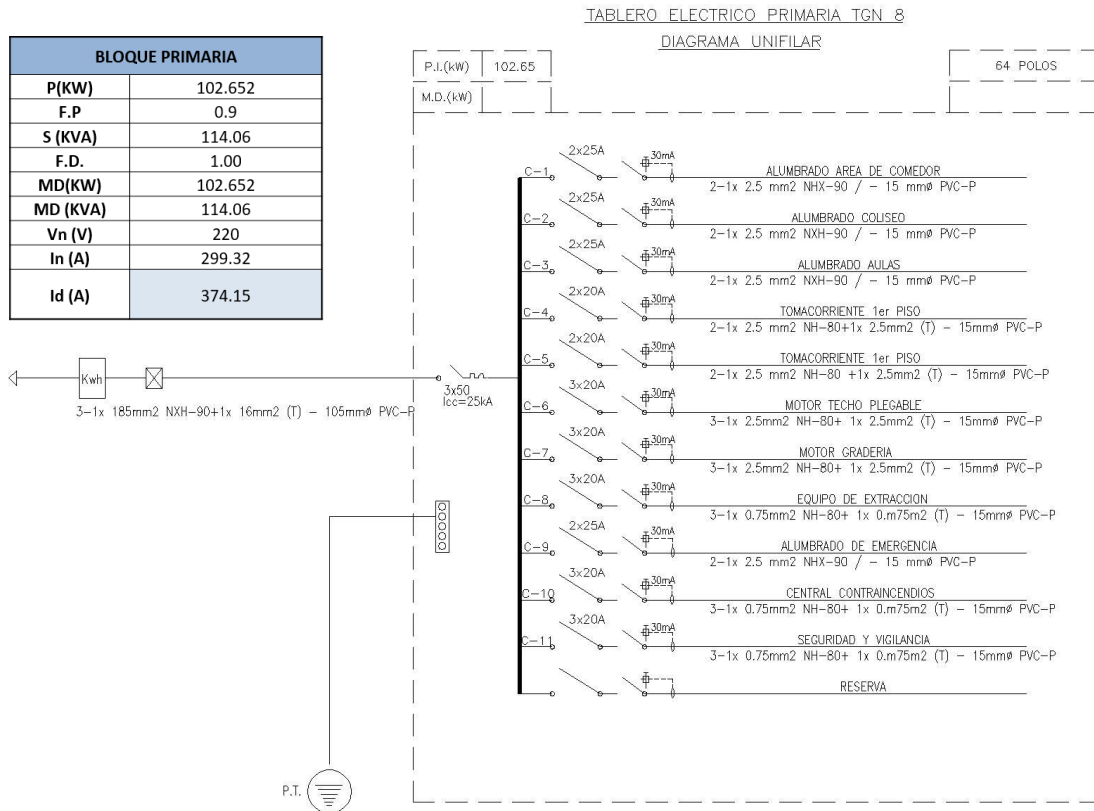 TABLERO ELECTRICO PRIMARIA TGN 8
DIAGRAMA UNIFILAR
BLOQUE PRIMARIA
P(KW) 102.652
F.P 0.9
S (KVA) 114.06
F.D. 1.00
MD(KW) 102.652
MD (KVA) 114.06
Vn (V) 220
In (A) 299.32
Id (A) 374.15
P.I.(kW) 102.65
M.D.(kW)
64 POLOS
C-1 2x25A 30mA ALUMBRADO AREA DE COMEDOR
2-1x 2.5 mm2 NHX-90 / - 15 mmø PVC-P
C-2 2x25A 30mA ALUMBRADO COLISEO
2-1x 2.5 mm2 NXH-90 / - 15 mmø PVC-P
C-3 2x25A 30mA ALUMBRADO AULAS
2-1x 2.5 mm2 NXH-90 / - 15 mmø PVC-P
C-4 2x20A 30mA TOMACORRIENTE 1er PISO
2-1x 2.5 mm2 NH-80+1x 2.5mm2 (T) - 15mmø PVC-P
C-5 2x20A 30mA TOMACORRIENTE 1er PISO
2-1x 2.5 mm2 NH-80 +1x 2.5mm2 (T) - 15mmø PVC-P
C-6 3x20A 30mA MOTOR TECHO PLEGABLE
3-1x 2.5mm2 NH-80+ 1x 2.5mm2 (T) - 15mmø PVC-P
C-7 3x20A 30mA MOTOR GRADERIA
3-1x 2.5mm2 NH-80+ 1x 2.5mm2 (T) - 15mmø PVC-P
C-8 3x20A 30mA EQUIPO DE EXTRACCION
3-1x 0.75mm2 NH-80+ 1x 0.m75m2 (T) - 15mmø PVC-P
C-9 2x25A 30mA ALUMBRADO DE EMERGENCIA
2-1x 2.5 mm2 NHX-90 / - 15 mmø PVC-P
C-10 3x20A 30mA CENTRAL CONTRAINCENDIOS
3-1x 0.75mm2 NH-80+ 1x 0.m75m2 (T) - 15mmø PVC-P
C-11 3x20A 30mA SEGURIDAD Y VIGILANCIA
3-1x 0.75mm2 NH-80+ 1x 0.m75m2 (T) - 15mmø PVC-P
RESERVA
Kwh
3x50
Icc=25kA
3-1x 185mm2 NXH-90+1x 16mm2 (T) - 105mmø PVC-P
P.T.